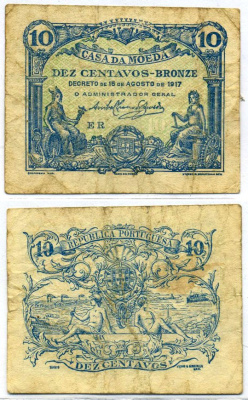 10 10
CASA DA MOEDA
DEZ CENTAVOS-BRONZE
DECRETO DE 15 DE AGOSTO DE 1917
O ADMINISTRADOR GERAL
ER
REPUBLICA PORTUGUESA
10 10
DEZ CENTAVOS